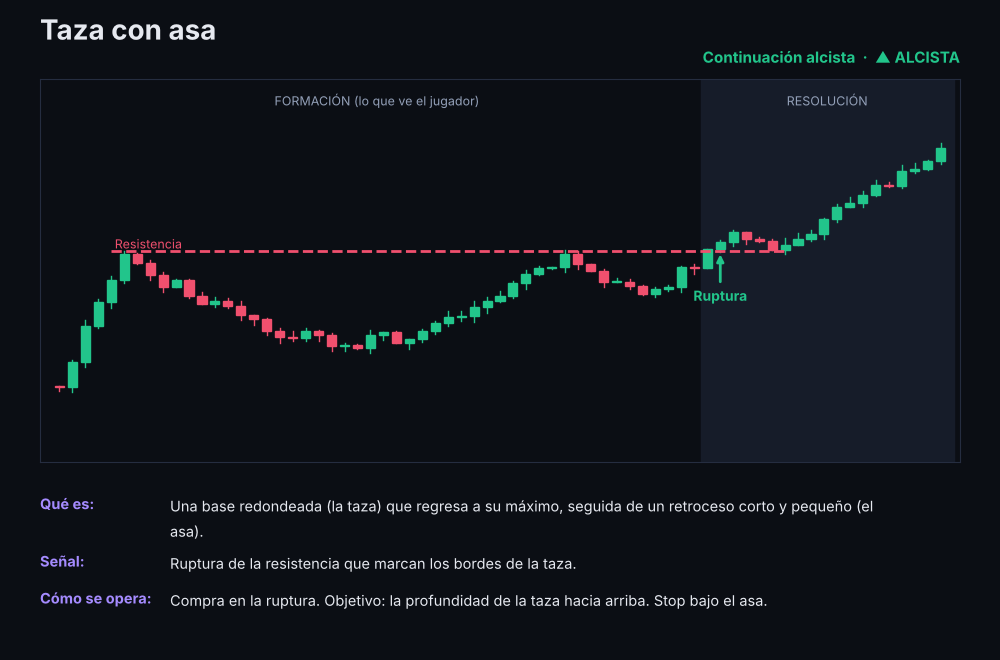 Taza con asa
Continuación alcista · ▲ ALCISTA
FORMACIÓN (lo que ve el jugador)
RESOLUCIÓN
Resistencia
Ruptura
Qué es:
Una base redondeada (la taza) que regresa a su máximo, seguida de un retroceso corto y pequeño (el
asa).
Señal:
Ruptura de la resistencia que marcan los bordes de la taza.
Cómo se opera:
Compra en la ruptura. Objetivo: la profundidad de la taza hacia arriba. Stop bajo el asa.